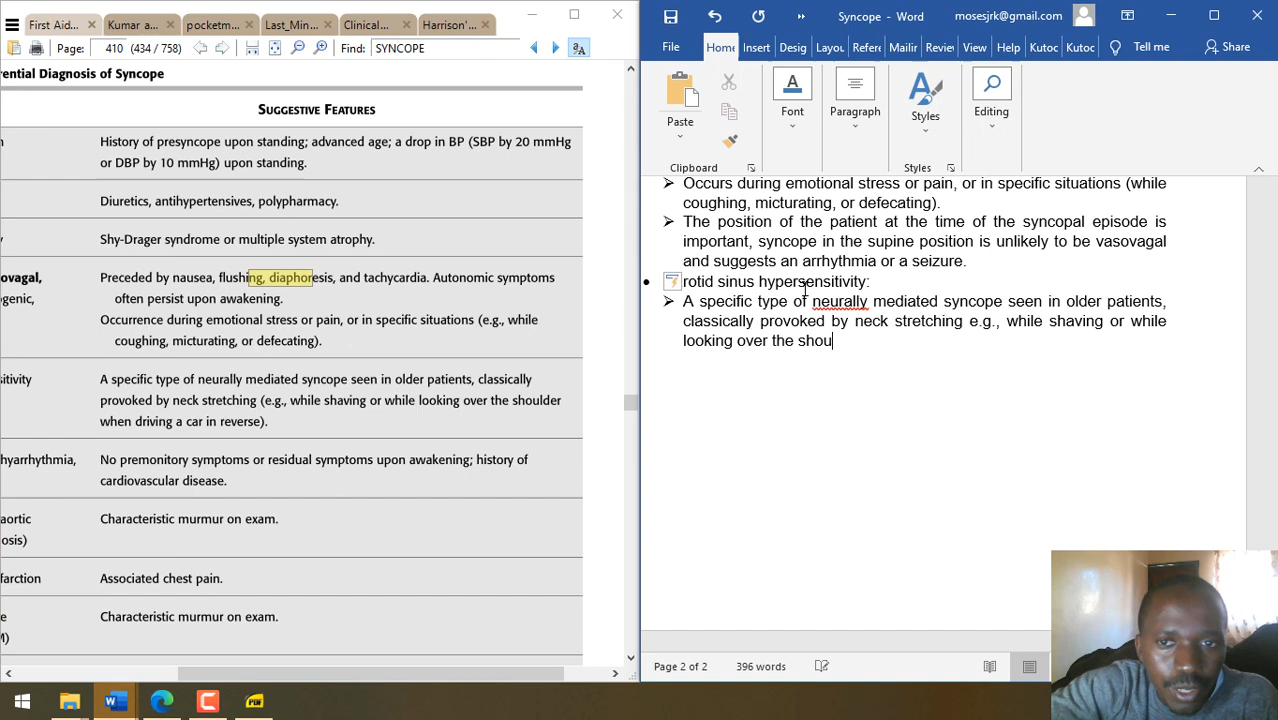 First Aid...
Kumar a...
pocketm...
Last_Min...
Clinical...
Harrison'...
Page: 410 (434 / 758)
Find: SYNCOPE
ential Diagnosis of Syncope
SUGGESTIVE FEATURES
n
History of presyncope upon standing; advanced age; a drop in BP (SBP by 20 mmHg
or DBP by 10 mmHg) upon standing.
Diuretics, antihypertensives, polypharmacy.
y
Shy-Drager syndrome or multiple system atrophy.
ovagal,
Preceded by nausea, flushing, diaphoresis, and tachycardia. Autonomic symptoms
genic,
often persist upon awakening.
Occurrence during emotional stress or pain, or in specific situations (e.g., while
coughing, micturating, or defecating).
sitivity
A specific type of neurally mediated syncope seen in older patients, classically
provoked by neck stretching (e.g., while shaving or while looking over the shoulder
when driving a car in reverse).
hyarrhythmia,
No premonitory symptoms or residual symptoms upon awakening; history of
cardiovascular disease.
aortic
Characteristic murmur on exam.
osis)
farction
Associated chest pain.
e
Characteristic murmur on exam.
M)
Syncope - Word
mosesjrk@gmail.com
File
Home
Insert
Desig
Layou
Refere
Mailin
Review
View
Help
Kutoc
Kutoc
Tell me
Share
Paste
Font
Paragraph
Styles
Editing
Clipboard
Styles
➢ Occurs during emotional stress or pain, or in specific situations (while
coughing, micturating, or defecating).
➢ The position of the patient at the time of the syncopal episode is
important, syncope in the supine position is unlikely to be vasovagal
and suggests an arrhythmia or a seizure.
• rotid sinus hypersensitivity:
➢ A specific type of neurally mediated syncope seen in older patients,
classically provoked by neck stretching e.g., while shaving or while
looking over the shou
Page 2 of 2
396 words